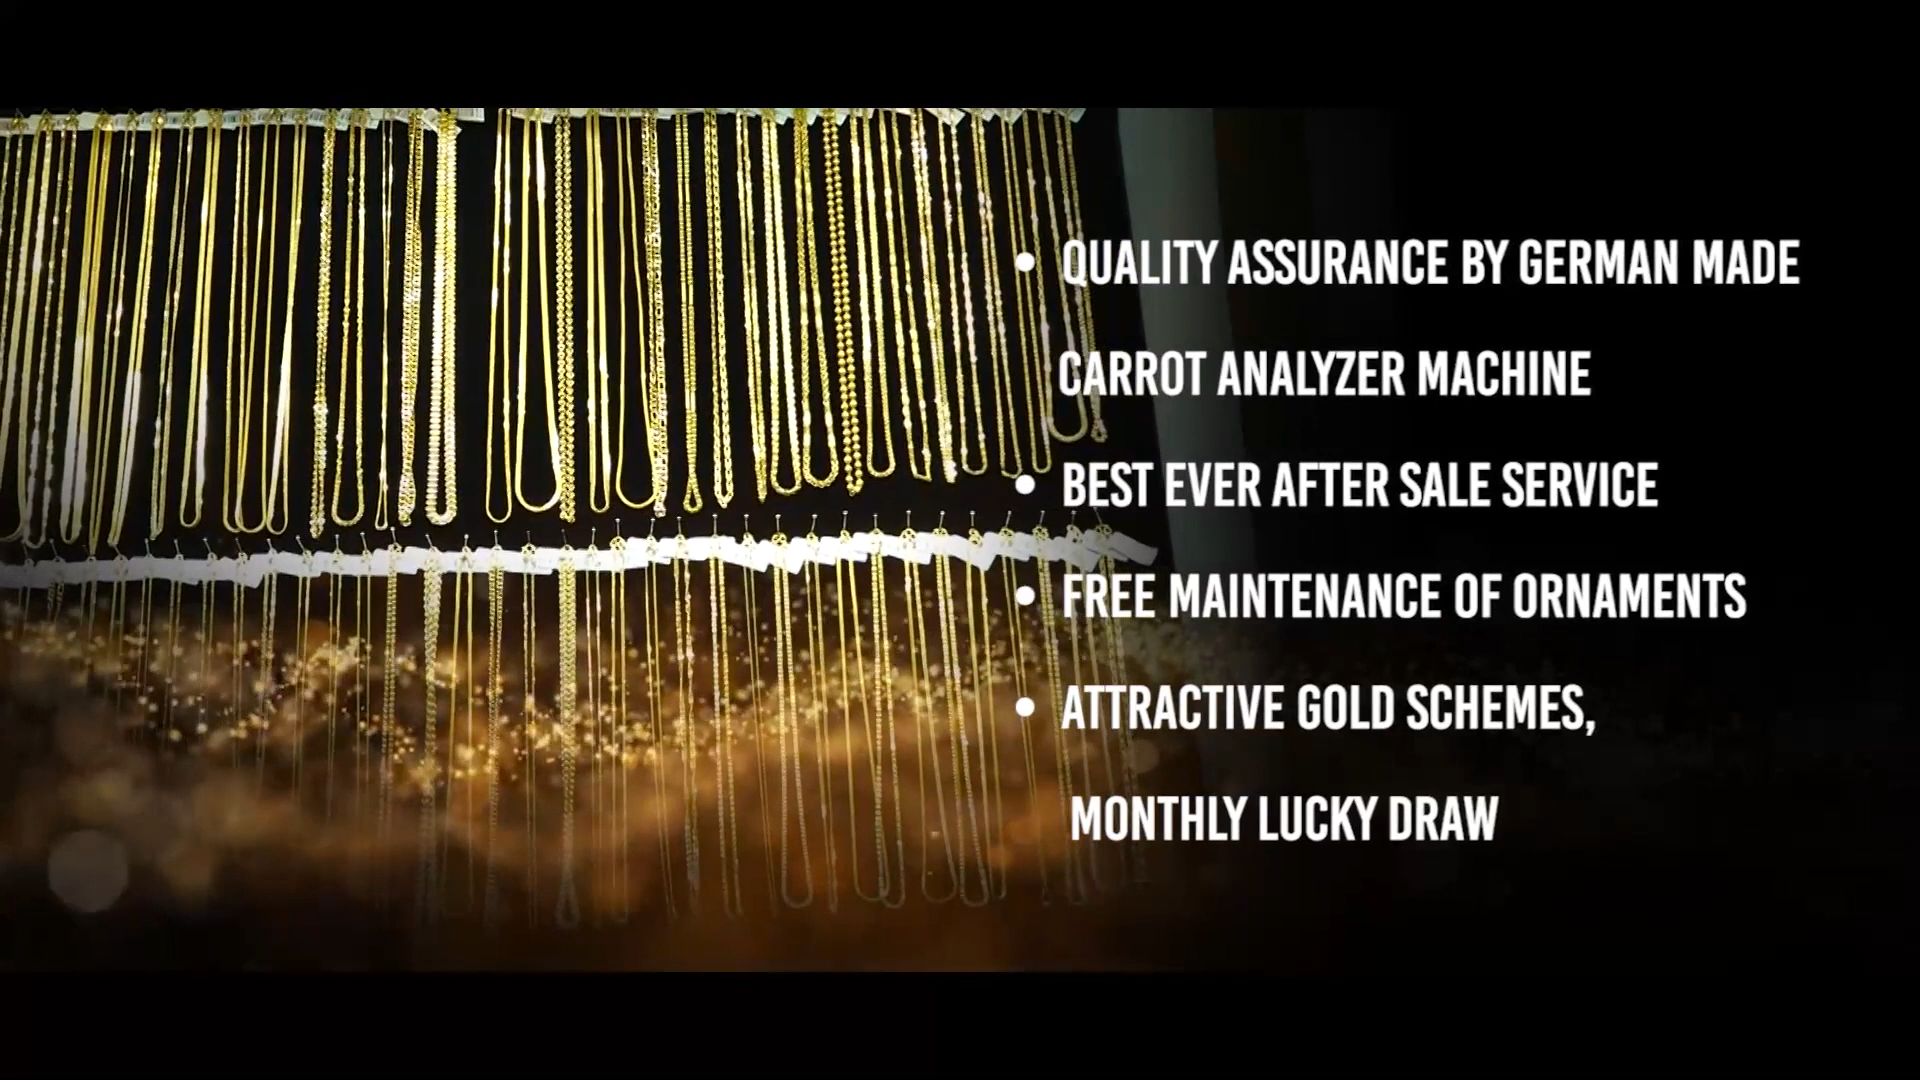 • QUALITY ASSURANCE BY GERMAN MADE
CARROT ANALYZER MACHINE
• BEST EVER AFTER SALE SERVICE
• FREE MAINTENANCE OF ORNAMENTS
• ATTRACTIVE GOLD SCHEMES,
MONTHLY LUCKY DRAW